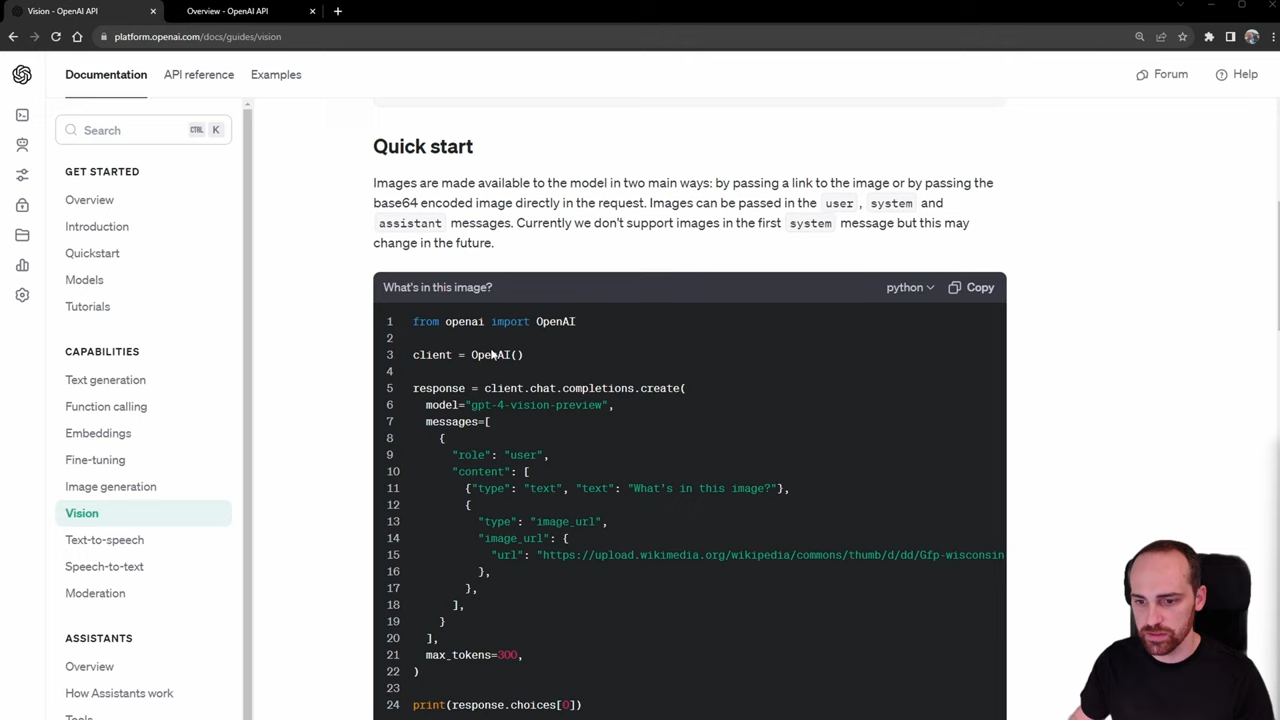 Vision - OpenAI API
Overview - OpenAI API
platform.openai.com/docs/guides/vision
Documentation
API reference
Examples
Forum
Help
Search
CTRL
K
GET STARTED
Overview
Introduction
Quickstart
Models
Tutorials
CAPABILITIES
Text generation
Function calling
Embeddings
Fine-tuning
Image generation
Vision
Text-to-speech
Speech-to-text
Moderation
ASSISTANTS
Overview
How Assistants work
Tools
Quick start
Images are made available to the model in two main ways: by passing a link to the image or by passing the
base64 encoded image directly in the request. Images can be passed in the user, system and
assistant messages. Currently we don't support images in the first system message but this may
change in the future.
What's in this image?
python
Copy
1 from openai import OpenAI
2
3 client = OpenAI()
4
5 response = client.chat.completions.create(
6 model="gpt-4-vision-preview",
7 messages=[
8 {
9 "role": "user",
10 "content": [
11 {"type": "text", "text": "What's in this image?"},
12 {
13 "type": "image_url",
14 "image_url": {
15 "url": "https://upload.wikimedia.org/wikipedia/commons/thumb/d/dd/Gfp-wisconsin-
16 },
17 },
18 ],
19 }
20 ],
21 max_tokens=300,
22 )
23
24 print(response.choices[0])